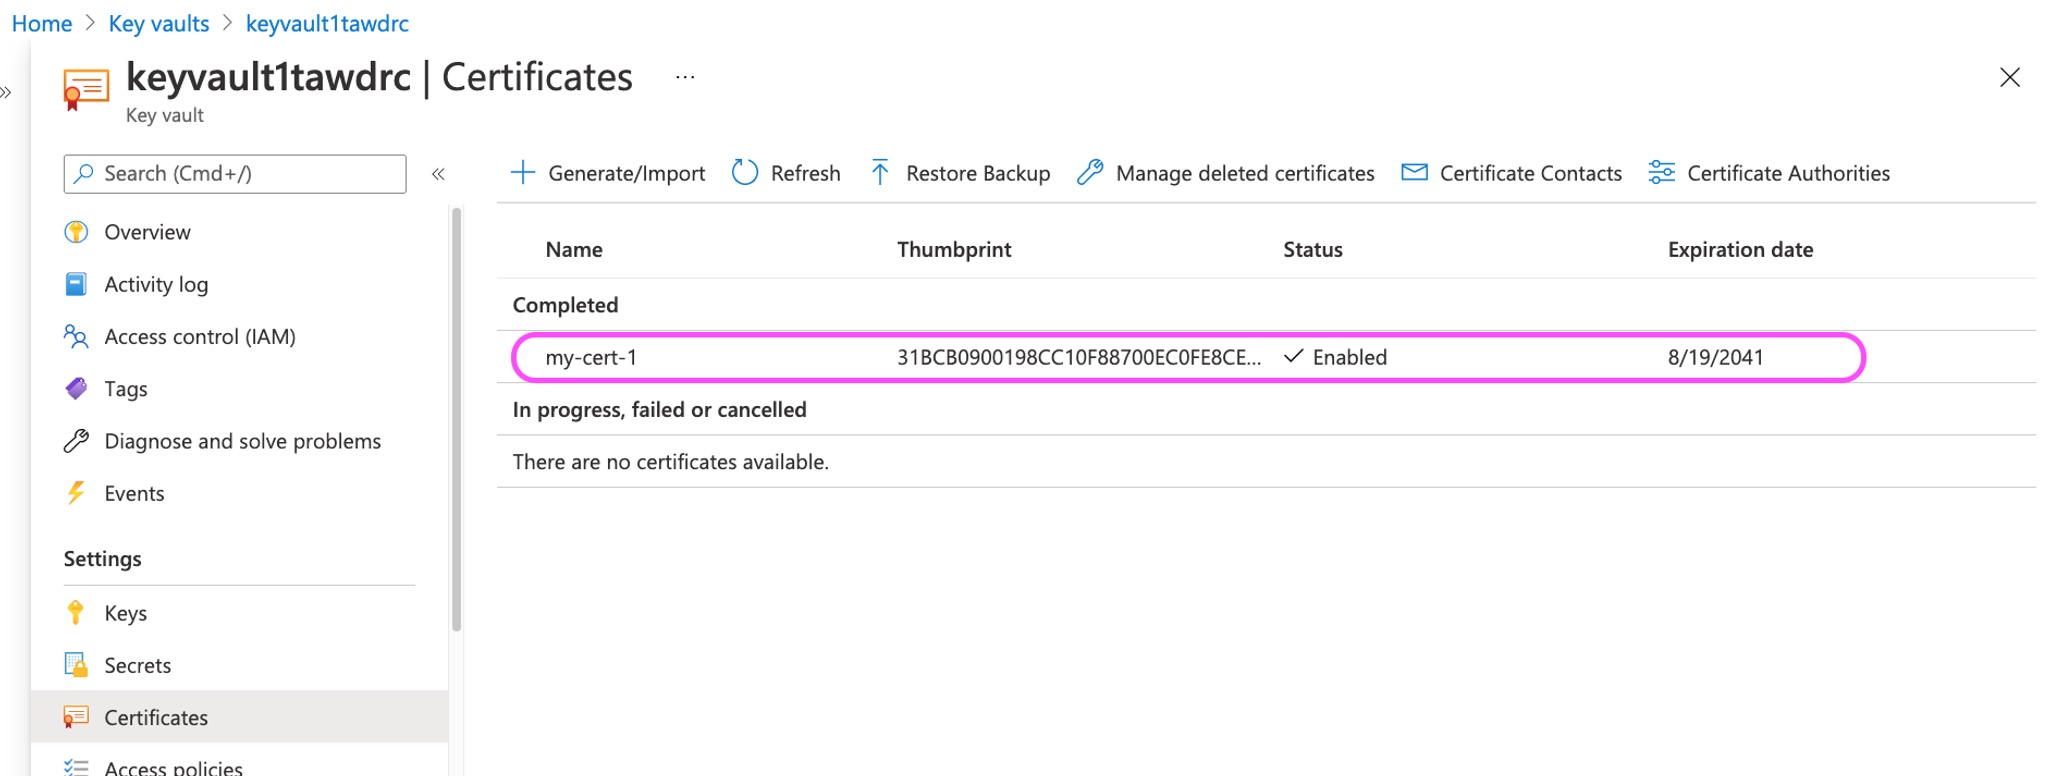 Home > Key vaults > keyvault1tawdrc
keyvault1tawdrc | Certificates ...
Key vault
Search (Cmd+/)
Overview
Activity log
Access control (IAM)
Tags
Diagnose and solve problems
Events
Settings
Keys
Secrets
Certificates
Access policies
Generate/Import Refresh Restore Backup Manage deleted certificates Certificate Contacts Certificate Authorities
Name Thumbprint Status Expiration date
Completed
my-cert-1 31BCB0900198CC10F88700EC0FE8CE... Enabled 8/19/2041
In progress, failed or cancelled
There are no certificates available.